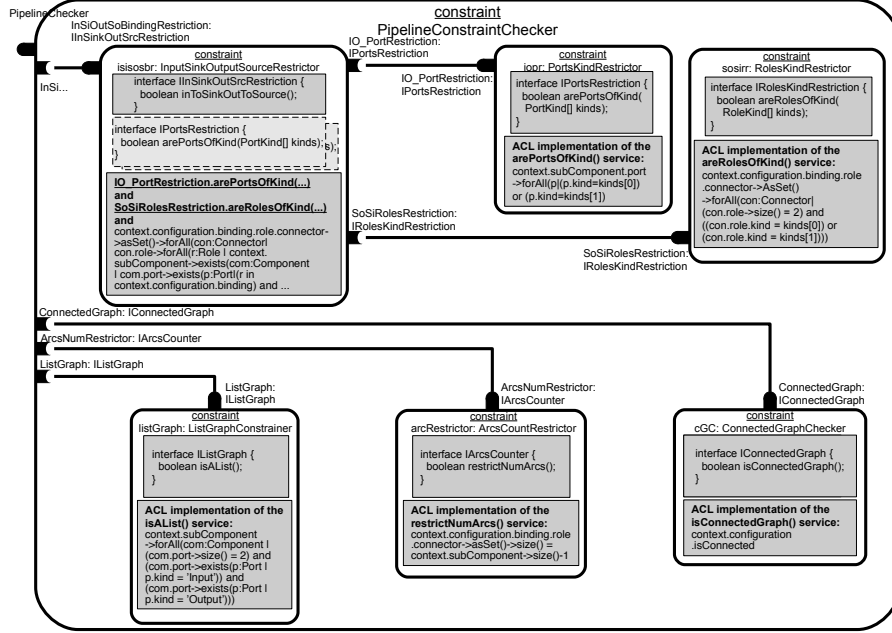 PipelineChecker
constraint
PipelineConstraintChecker
InSiOutSoBindingRestriction:
IInSinkOutSrcRestriction
InSi...
constraint
isisosbr: InputSinkOutputSourceRestrictor
interface IInSinkOutSrcRestriction {
boolean inToSinkOutToSource();
}
interface IPortsRestriction {
boolean arePortsOfKind(PortKind[] kinds);
s);
}
IO_PortRestriction.arePortsOfKind(...)
and
SoSiRolesRestriction.areRolesOfKind(...)
and
context.configuration.binding.role.connector-
>asSet()->forAll(con:Connector|
con.role->forAll(r:Role l context.
subComponent->exists(com:Component
l com.port->exists(p:Portl(r in
context.configuration.binding) and ...
IO_PortRestriction:
IPortsRestriction
IO_PortRestriction:
IPortsRestriction
constraint
iopr: PortsKindRestrictor
interface IPortsRestriction {
boolean arePortsOfKind(
PortKind[] kinds);
}
ACL implementation of the
arePortsOfKind() service:
context.subComponent.port
->forAll(p|(p.kind=kinds[0])
or (p.kind=kinds[1])
constraint
sosirr: RolesKindRestrictor
interface IRolesKindRestriction {
boolean areRolesOfKind(
RoleKind[] kinds);
}
ACL implementation of the
areRolesOfKind() service:
context.configuration.binding.role
.connector->AsSet()
->forAll(con:Connector|
(con.role->size() = 2) and
((con.role.kind = kinds[0]) or
(con.role.kind = kinds[1])))
SoSiRolesRestriction:
IRolesKindRestriction
SoSiRolesRestriction:
IRolesKindRestriction
ConnectedGraph: IConnectedGraph
ArcsNumRestrictor: IArcsCounter
ListGraph: IListGraph
ListGraph:
IListGraph
constraint
listGraph: ListGraphConstrainer
interface IListGraph {
boolean isAList();
}
ACL implementation of the
isAList() service:
context.subComponent
->forAll(com:Component l
(com.port->size() = 2) and
(com.port->exists(p:Port l
p.kind = 'Input')) and
(com.port->exists(p:Port l
p.kind = 'Output')))
ArcsNumRestrictor:
IArcsCounter
constraint
arcRestrictor: ArcsCountRestrictor
interface IArcsCounter {
boolean restrictNumArcs();
}
ACL implementation of the
restrictNumArcs() service:
context.configuration.binding.role
.connector->asSet()->size() =
context.subComponent->size()-1
ConnectedGraph:
IConnectedGraph
constraint
cGC: ConnectedGraphChecker
interface IConnectedGraph {
boolean isConnectedGraph();
}
ACL implementation of the
isConnectedGraph() service:
context.configuration
.isConnected